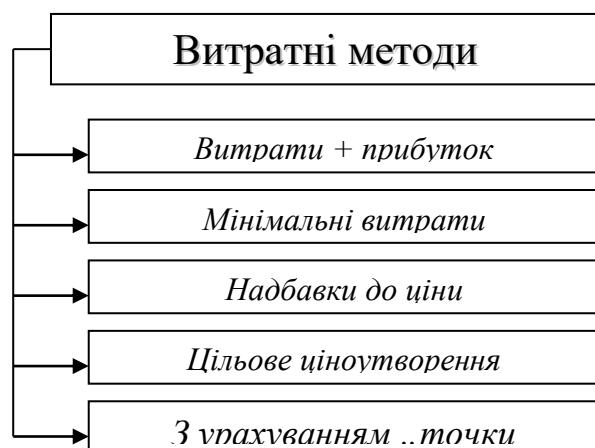 Витратні методи
Витрати + прибуток
Мінімальні витрати
Надбавки до ціни
Цільове ціноутворення
З урахуванням „точки